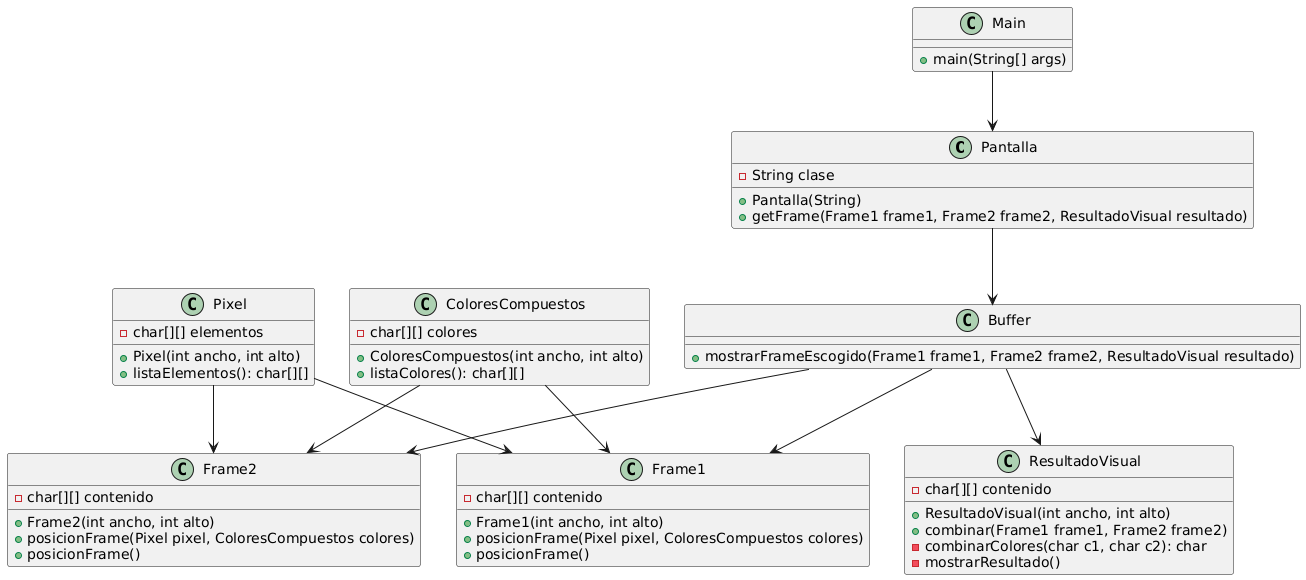 C Main
main(String[] args)
C Pantalla
String clase
Pantalla(String)
getFrame(Frame1 frame1, Frame2 frame2, ResultadoVisual resultado)
C Pixel
char[][] elementos
Pixel(int ancho, int alto)
listaElementos(): char[][]
C ColoresCompuestos
char[][] colores
ColoresCompuestos(int ancho, int alto)
listaColores(): char[][]
C Buffer
mostrarFrameEscogido(Frame1 frame1, Frame2 frame2, ResultadoVisual resultado)
C Frame2
char[][] contenido
Frame2(int ancho, int alto)
posicionFrame(Pixel pixel, ColoresCompuestos colores)
posicionFrame()
C Frame1
char[][] contenido
Frame1(int ancho, int alto)
posicionFrame(Pixel pixel, ColoresCompuestos colores)
posicionFrame()
C ResultadoVisual
char[][] contenido
ResultadoVisual(int ancho, int alto)
combinar(Frame1 frame1, Frame2 frame2)
combinarColores(char c1, char c2): char
mostrarResultado()